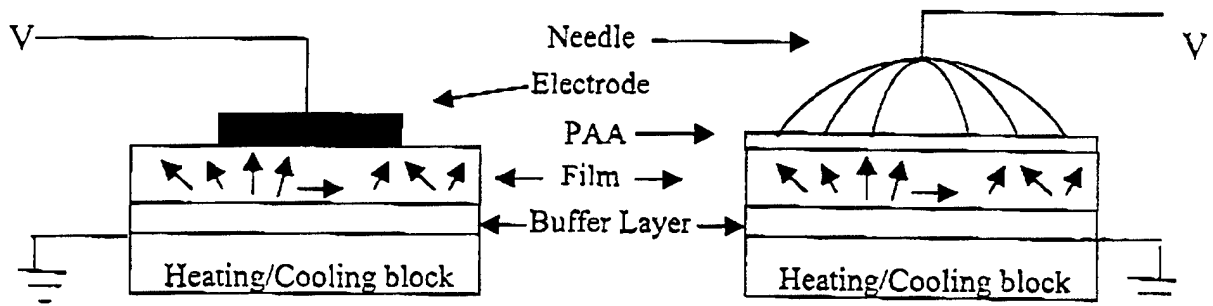 V
Needle
V
Electrode
PAA
Film
Buffer Layer
Heating/Cooling block
Heating/Cooling block